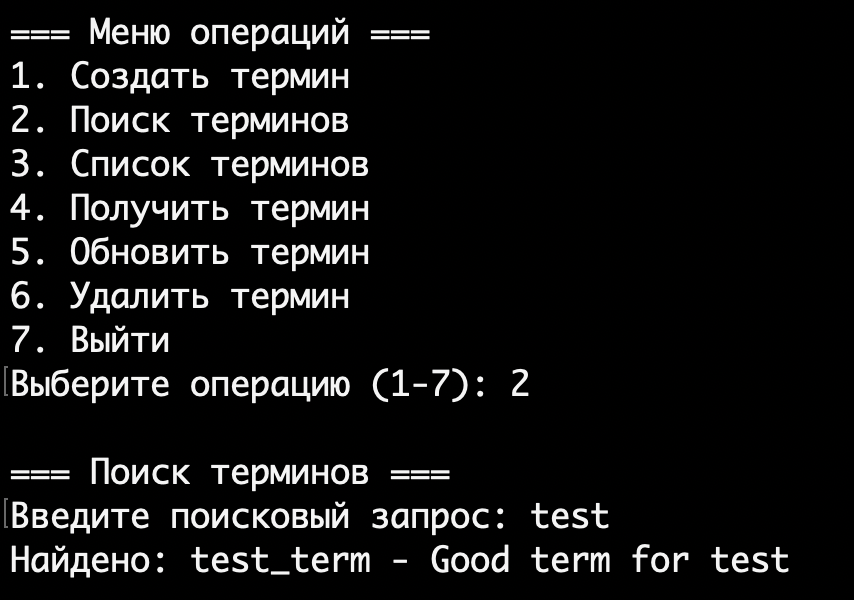 === Меню операций ===
1. Создать термин
2. Поиск терминов
3. Список терминов
4. Получить термин
5. Обновить термин
6. Удалить термин
7. Выйти
Выберите операцию (1-7): 2
=== Поиск терминов ===
Введите поисковый запрос: test
Найдено: test_term - Good term for test